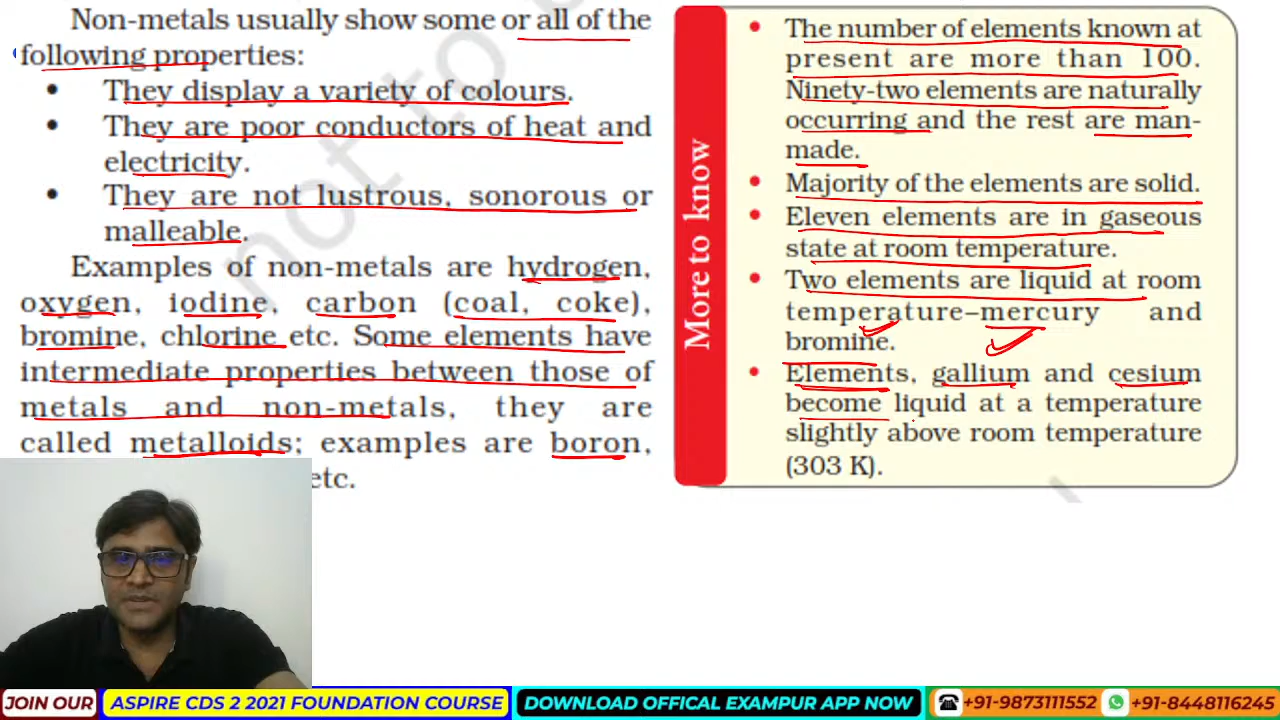 Non-metals usually show some or all of the
following properties:
• They display a variety of colours.
• They are poor conductors of heat and
electricity.
• They are not lustrous, sonorous or
malleable.
Examples of non-metals are hydrogen,
oxygen, iodine, carbon (coal, coke),
bromine, chlorine etc. Some elements have
intermediate properties between those of
metals and non-metals, they are
called metalloids; examples are boron,
etc.
not to b
More to know
• The number of elements known at
present are more than 100.
Ninety-two elements are naturally
occurring and the rest are man-
made.
• Majority of the elements are solid.
• Eleven elements are in gaseous
state at room temperature.
• Two elements are liquid at room
temperature–mercury and
bromine.
• Elements, gallium and cesium
become liquid at a temperature
slightly above room temperature
(303 K).
JOIN OUR
ASPIRE CDS 2 2021 FOUNDATION COURSE
DOWNLOAD OFFICAL EXAMPUR APP NOW
+91-9873111552
+91-8448116245